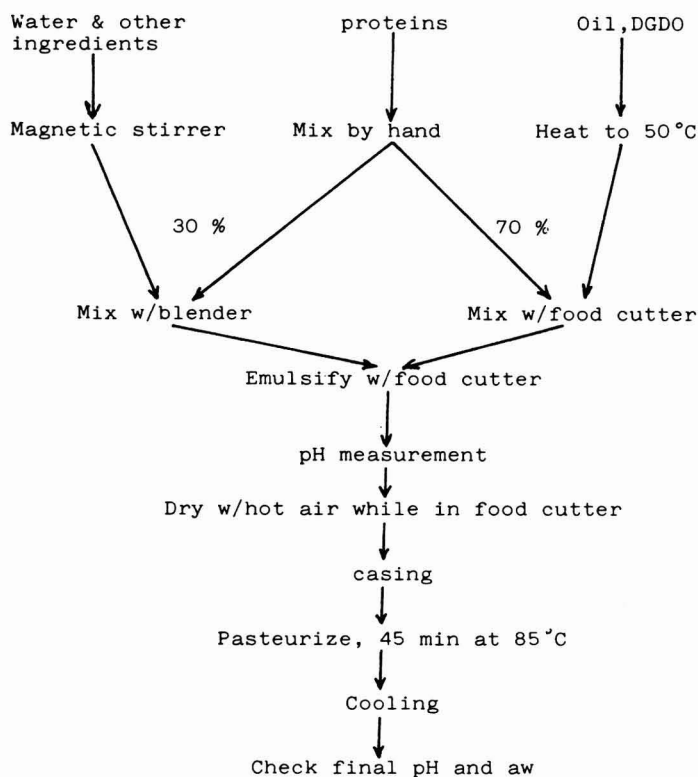 Water & other
ingredients
proteins
Oil,DGDO
Magnetic stirrer
Mix by hand
Heat to 50°C
30 %
70 %
Mix w/blender
Mix w/food cutter
Emulsify w/food cutter
pH measurement
Dry w/hot air while in food cutter
casing
Pasteurize, 45 min at 85°C
Cooling
Check final pH and aw